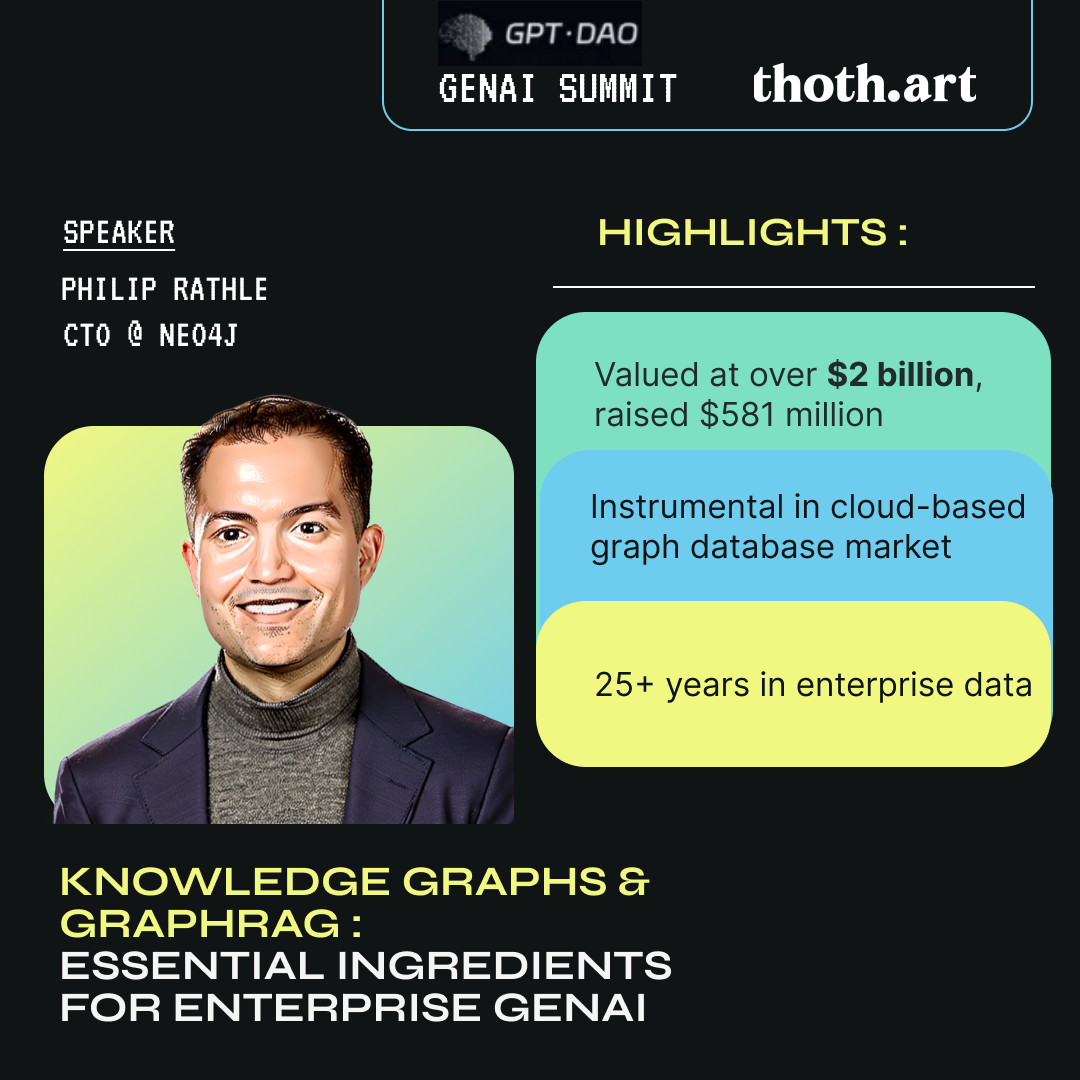 GPT·DAO
GENAI SUMMIT
thoth.art
SPEAKER
PHILIP RATHLE
CTO @ NEO4J
HIGHLIGHTS :
Valued at over $2 billion,
raised $581 million
Instrumental in cloud-based
graph database market
25+ years in enterprise data
KNOWLEDGE GRAPHS &
GRAPHRAG :
ESSENTIAL INGREDIENTS
FOR ENTERPRISE GENAI